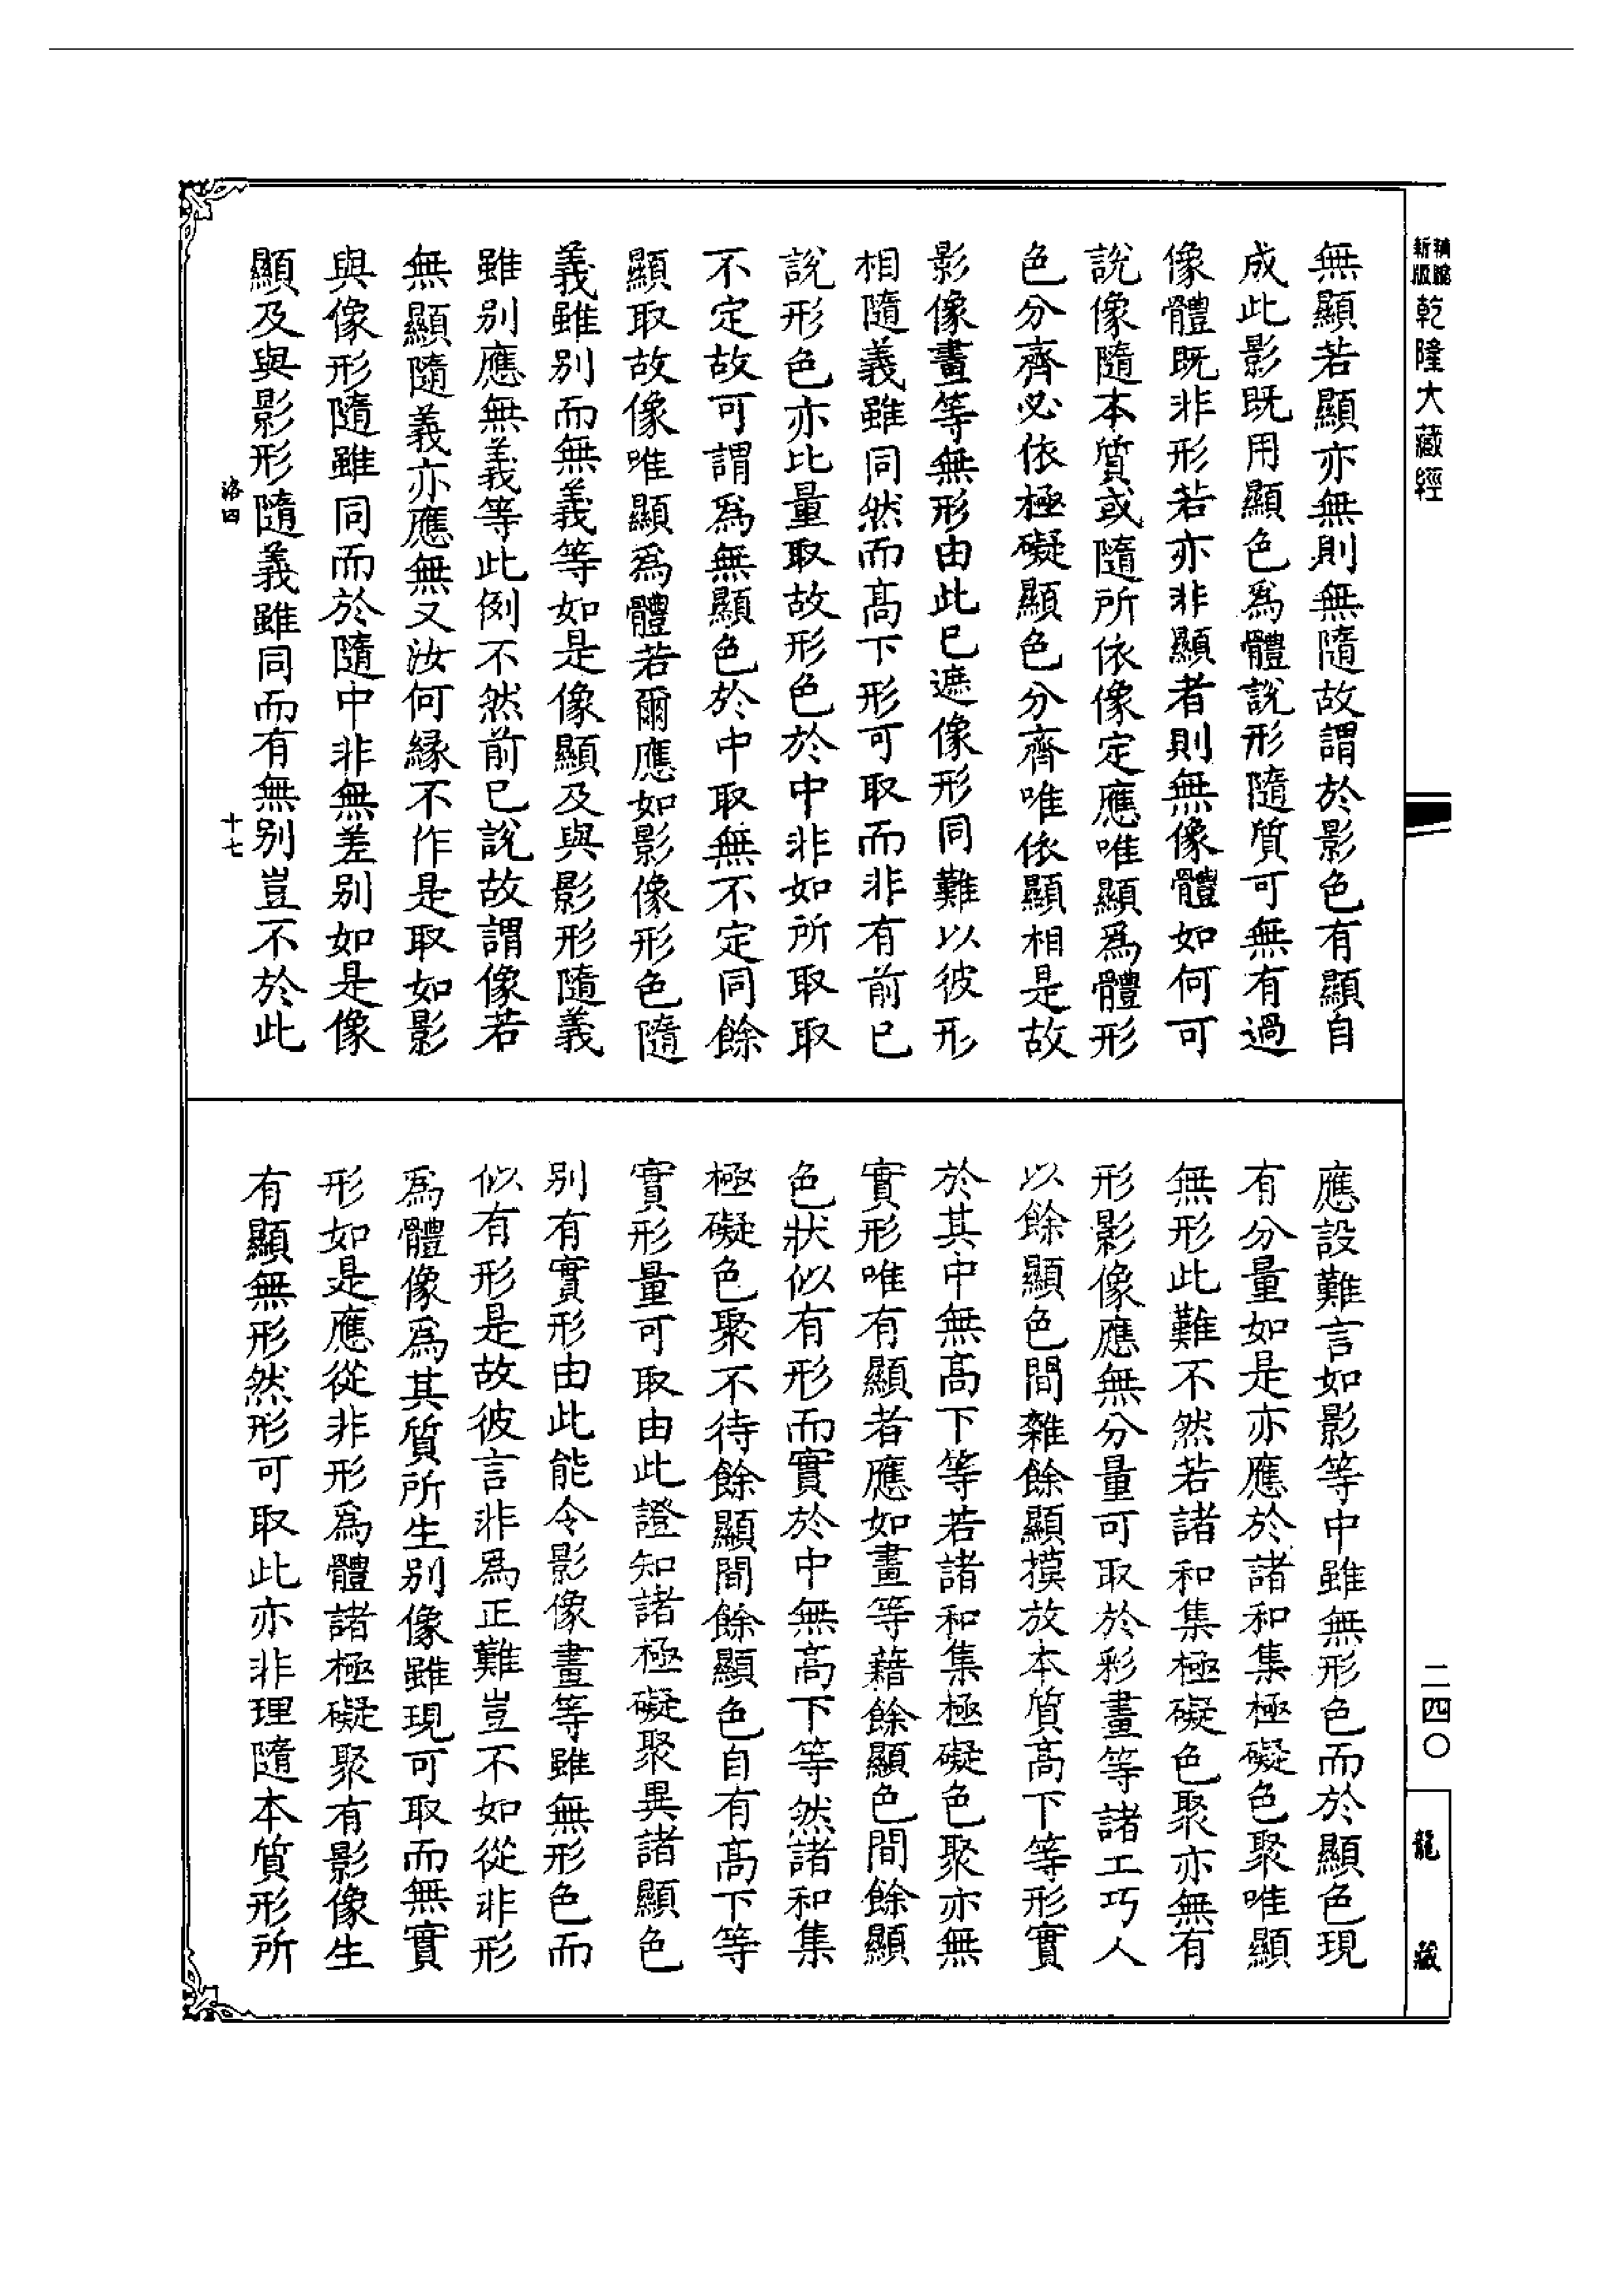 新版精縮乾隆大藏經
無顯若顯亦無則無隨故謂於影色有顯自
成此影既用顯色爲體說形隨質可無有過
像體既非形若亦非顯者則無像體如何可
說像隨本質或隨所依像定應唯顯爲體形
色分齊必依極礙顯色分齊唯依顯相是故
影像畫等無形由此已遮像形同難以彼形
相隨義雖同然而高下形可取而非有前已
說形色亦比量取故形色於中非如所取取
不定故可謂爲無顯色於中取無不定同餘
顯取故像唯顯爲體若爾應如影像形色隨
義雖别而無義等如是像顯及與影形隨義
雖别應無義等此例不然前已說故謂像若
無顯隨義亦應無又汝何緣不作是取如影
與像形隨雖同而於隨中非無差别如是像
顯及與影形隨義雖同而有無别豈不於此
洛四
十七
應設難言如影等中雖無形色而於顯色現
有分量如是亦應於諸和集極礙色聚唯顯
無形此難不然若諸和集極礙色聚亦無有
形影像應無分量可取於彩畫等諸工巧人
以餘顯色間雜餘顯摸放本質高下等形實
於其中無高下等若諸和集極礙色聚亦無
實形唯有顯者應如畫等藉餘顯色間餘顯
色狀似有形而實於中無高下等然諸和集
極礙色聚不待餘顯間餘顯色自有高下等
實形量可取由此證知諸極礙聚異諸顯色
别有實形由此能令影像畫等雖無形色而
似有形是故彼言非爲正難豈不如從非形
爲體像爲其質所生别像雖現可取而無實
形如是應從非形爲體諸極礙聚有影像生
有顯無形然形可取此亦非理隨本質形所
二四〇
龍藏